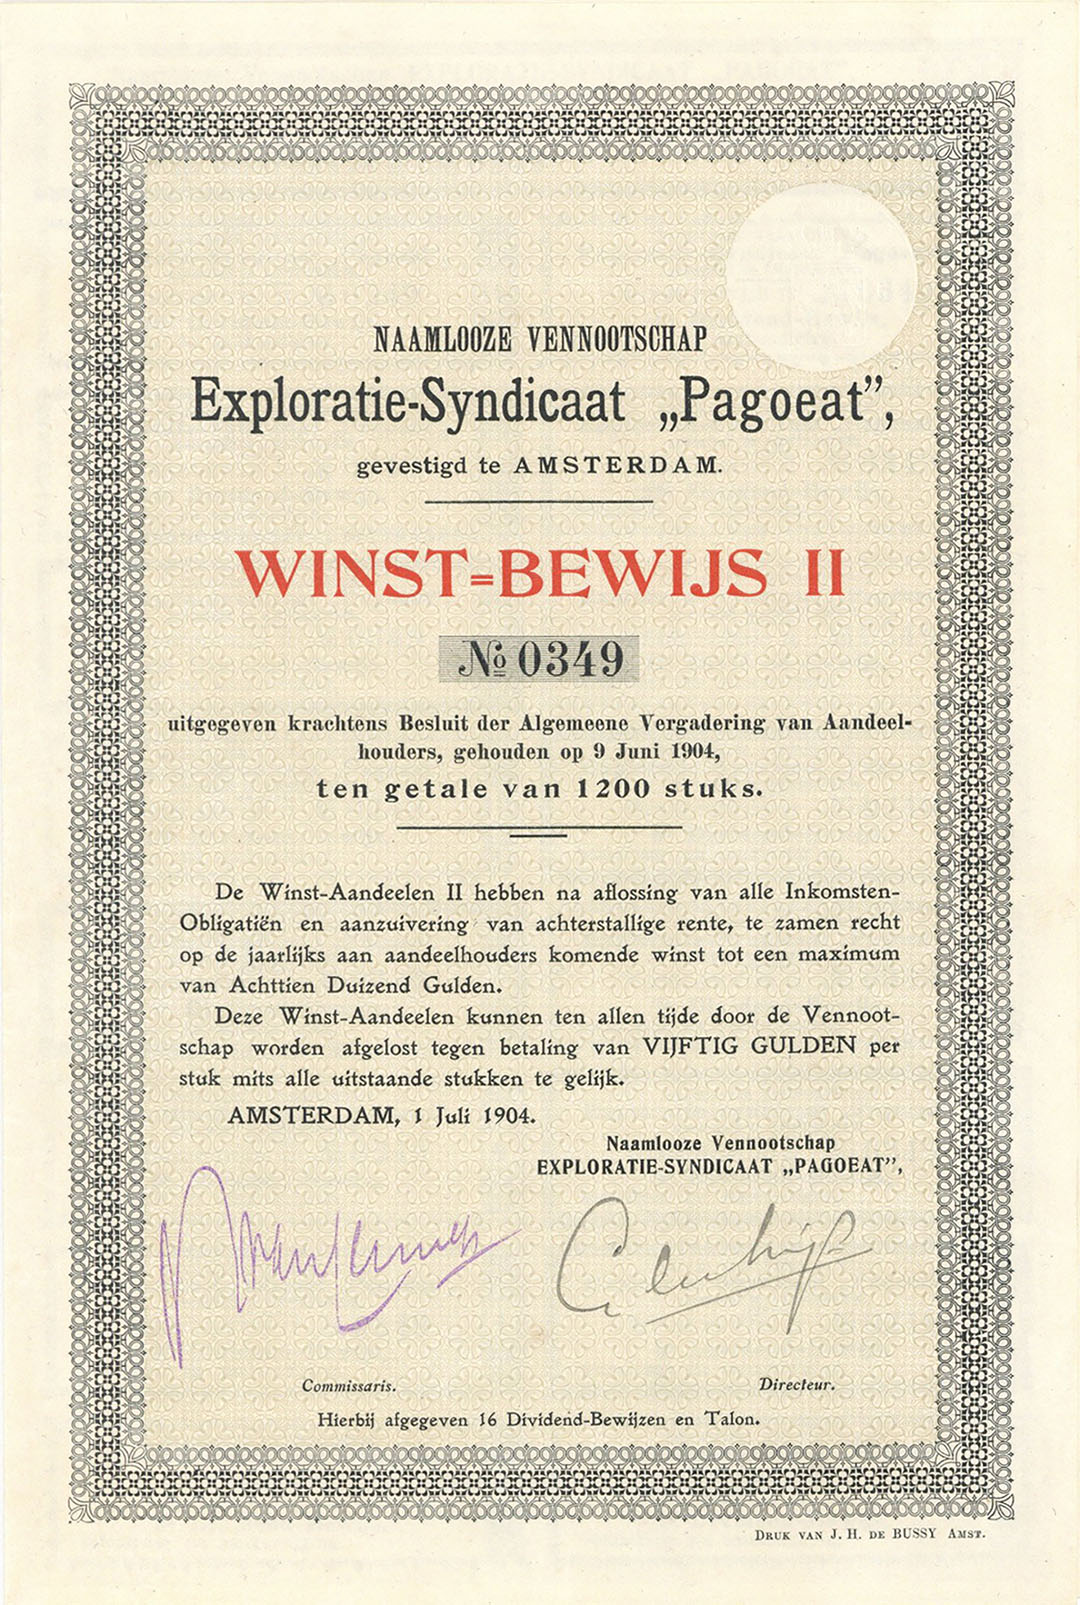 NAAMLOOZE VENNOOTSCHAP
Exploratie-Syndicaat „Pagoeat”,
gevestigd te AMSTERDAM.
WINST=BEWIJS II
№ 0349
uitgegeven krachtens Besluit der Algemeene Vergadering van Aandeel-
houders, gehouden op 9 Juni 1904,
ten getale van 1200 stuks.
De Winst-Aandeelen II hebben na aflossing van alle Inkomsten-
Obligatiën en aanzuivering van achterstallige rente, te zamen recht
op de jaarlijks aan aandeelhouders komende winst tot een maximum
van Achttien Duizend Gulden.
Deze Winst-Aandeelen kunnen ten allen tijde door de Vennoot-
schap worden afgelost tegen betaling van VIJFTIG GULDEN per
stuk mits alle uitstaande stukken te gelijk.
AMSTERDAM, 1 Juli 1904.
Naamlooze Vennootschap
EXPLORATIE-SYNDICAAT „PAGOEAT”,
Commissaris.
Directeur.
Hierbij afgegeven 16 Dividend-Bewijzen en Talon.
DRUK VAN J. H. DE BUSSY AMST.